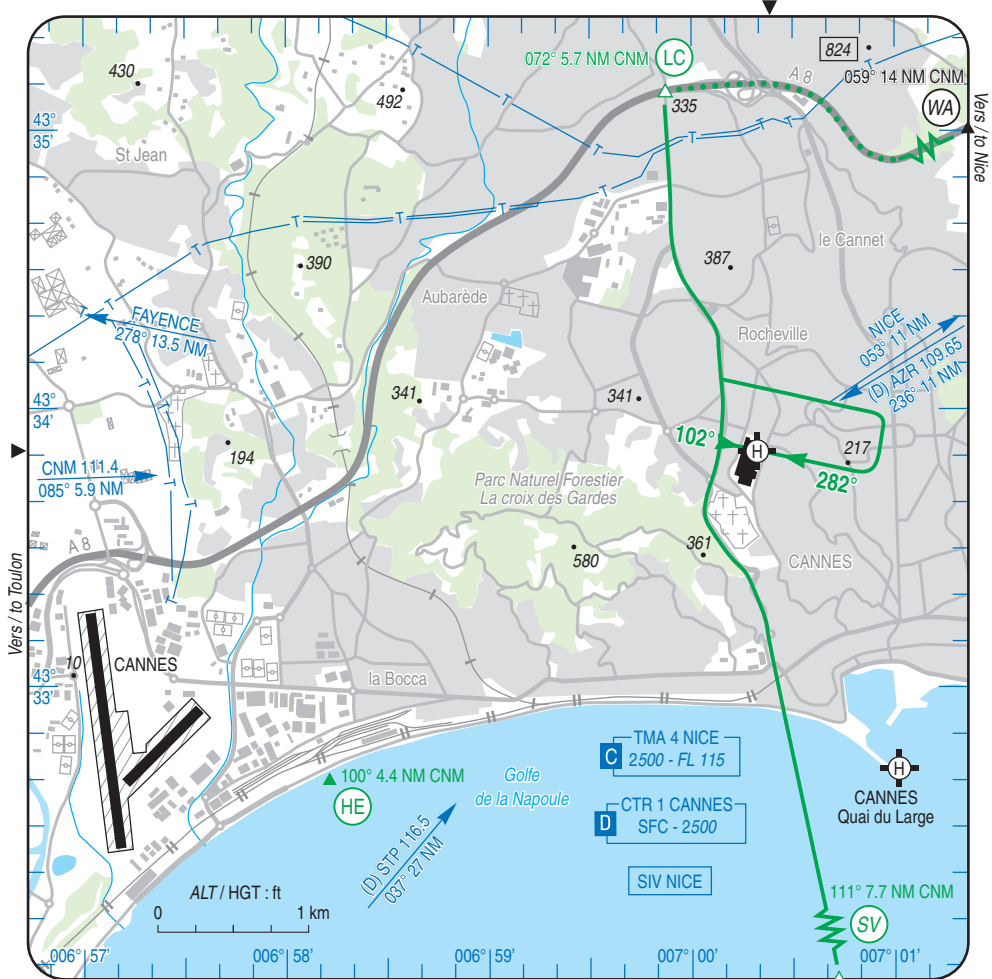 824
430
072° 5.7 NM CNM
LC
A 8
059° 14 NM CNM
WA
492
335
43°
35'
Vers / to Nice
St Jean
le Cannet
387
390
Aubarède
FAYENCE
278° 13.5 NM
Rocheville
NICE
053° 11 NM
(D) AZR 109.65
236° 11 NM
43°
34'
341
341
102°
H
217
194
CNM 111.4
085° 5.9 NM
Parc Naturel Forestier
La croix des Gardes
282°
A 8
361
580
CANNES
Vers / to Toulon
10
CANNES
43°
33'
la Bocca
TMA 4 NICE
C
2500 - FL 115
100° 4.4 NM CNM
HE
Golfe
de la Napoule
H
CANNES
Quai du Large
CTR 1 CANNES
D
SFC - 2500
(D) STP 116.5
037° 27 NM
SIV NICE
ALT / HGT : ft
0
1 km
111° 7.7 NM CNM
SV
006° 57'
006° 58'
006° 59'
007° 00'
007° 01'